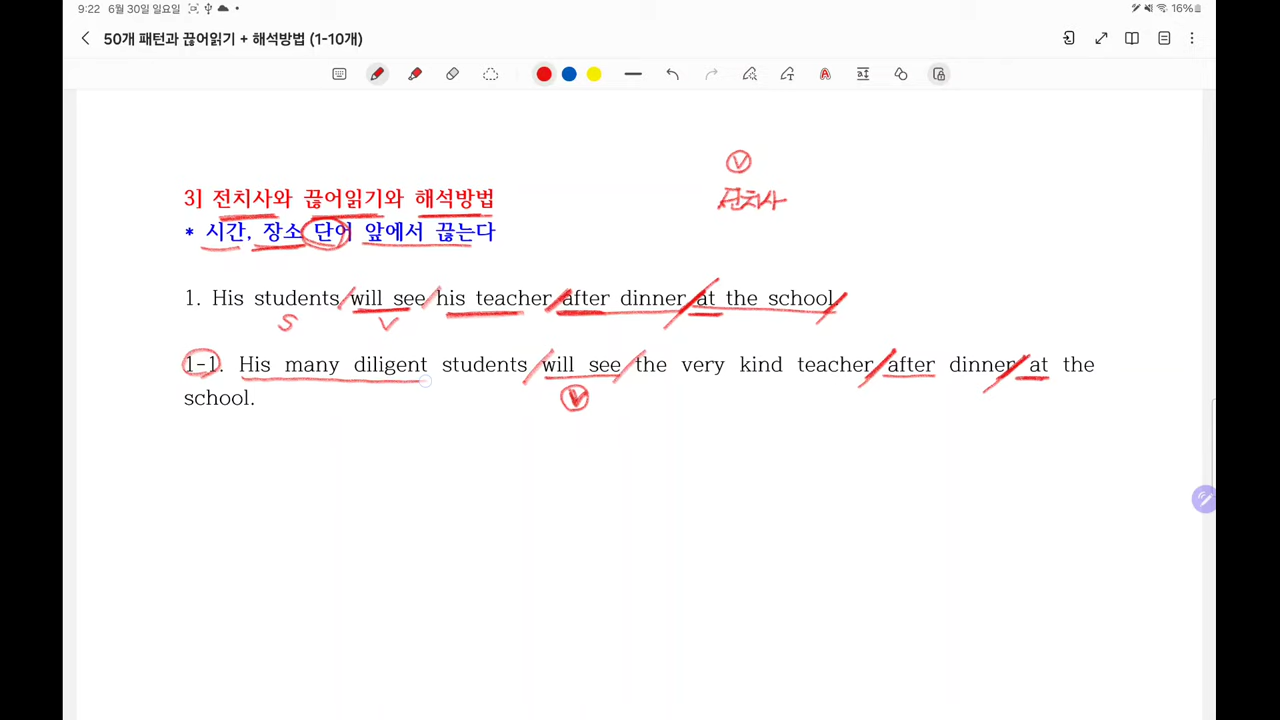 9:22 6월 30일 일요일
16%
50개 패턴과 끊어읽기 + 해석방법 (1-10개)
V
전치사
3] 전치사와 끊어읽기와 해석방법
* 시간, 장소 단어 앞에서 끊는다
1. His students / will see / his teacher / after dinner / at the school. /
S V
1-1. His many diligent students / will see / the very kind teacher / after dinner / at the
V
school.